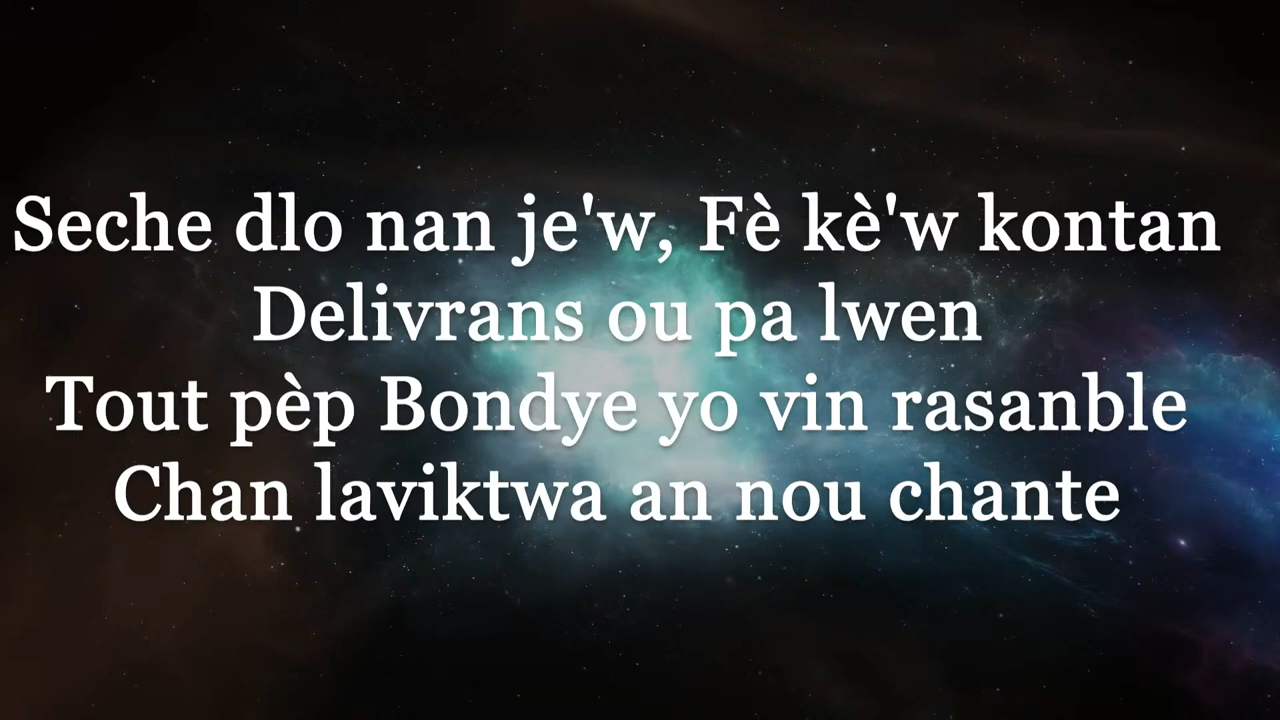 Seche dlo nan je'w, Fè kè'w kontan
Delivrans ou pa lwen
Tout pèp Bondye yo vin rasanble
Chan laviktwa an nou chante